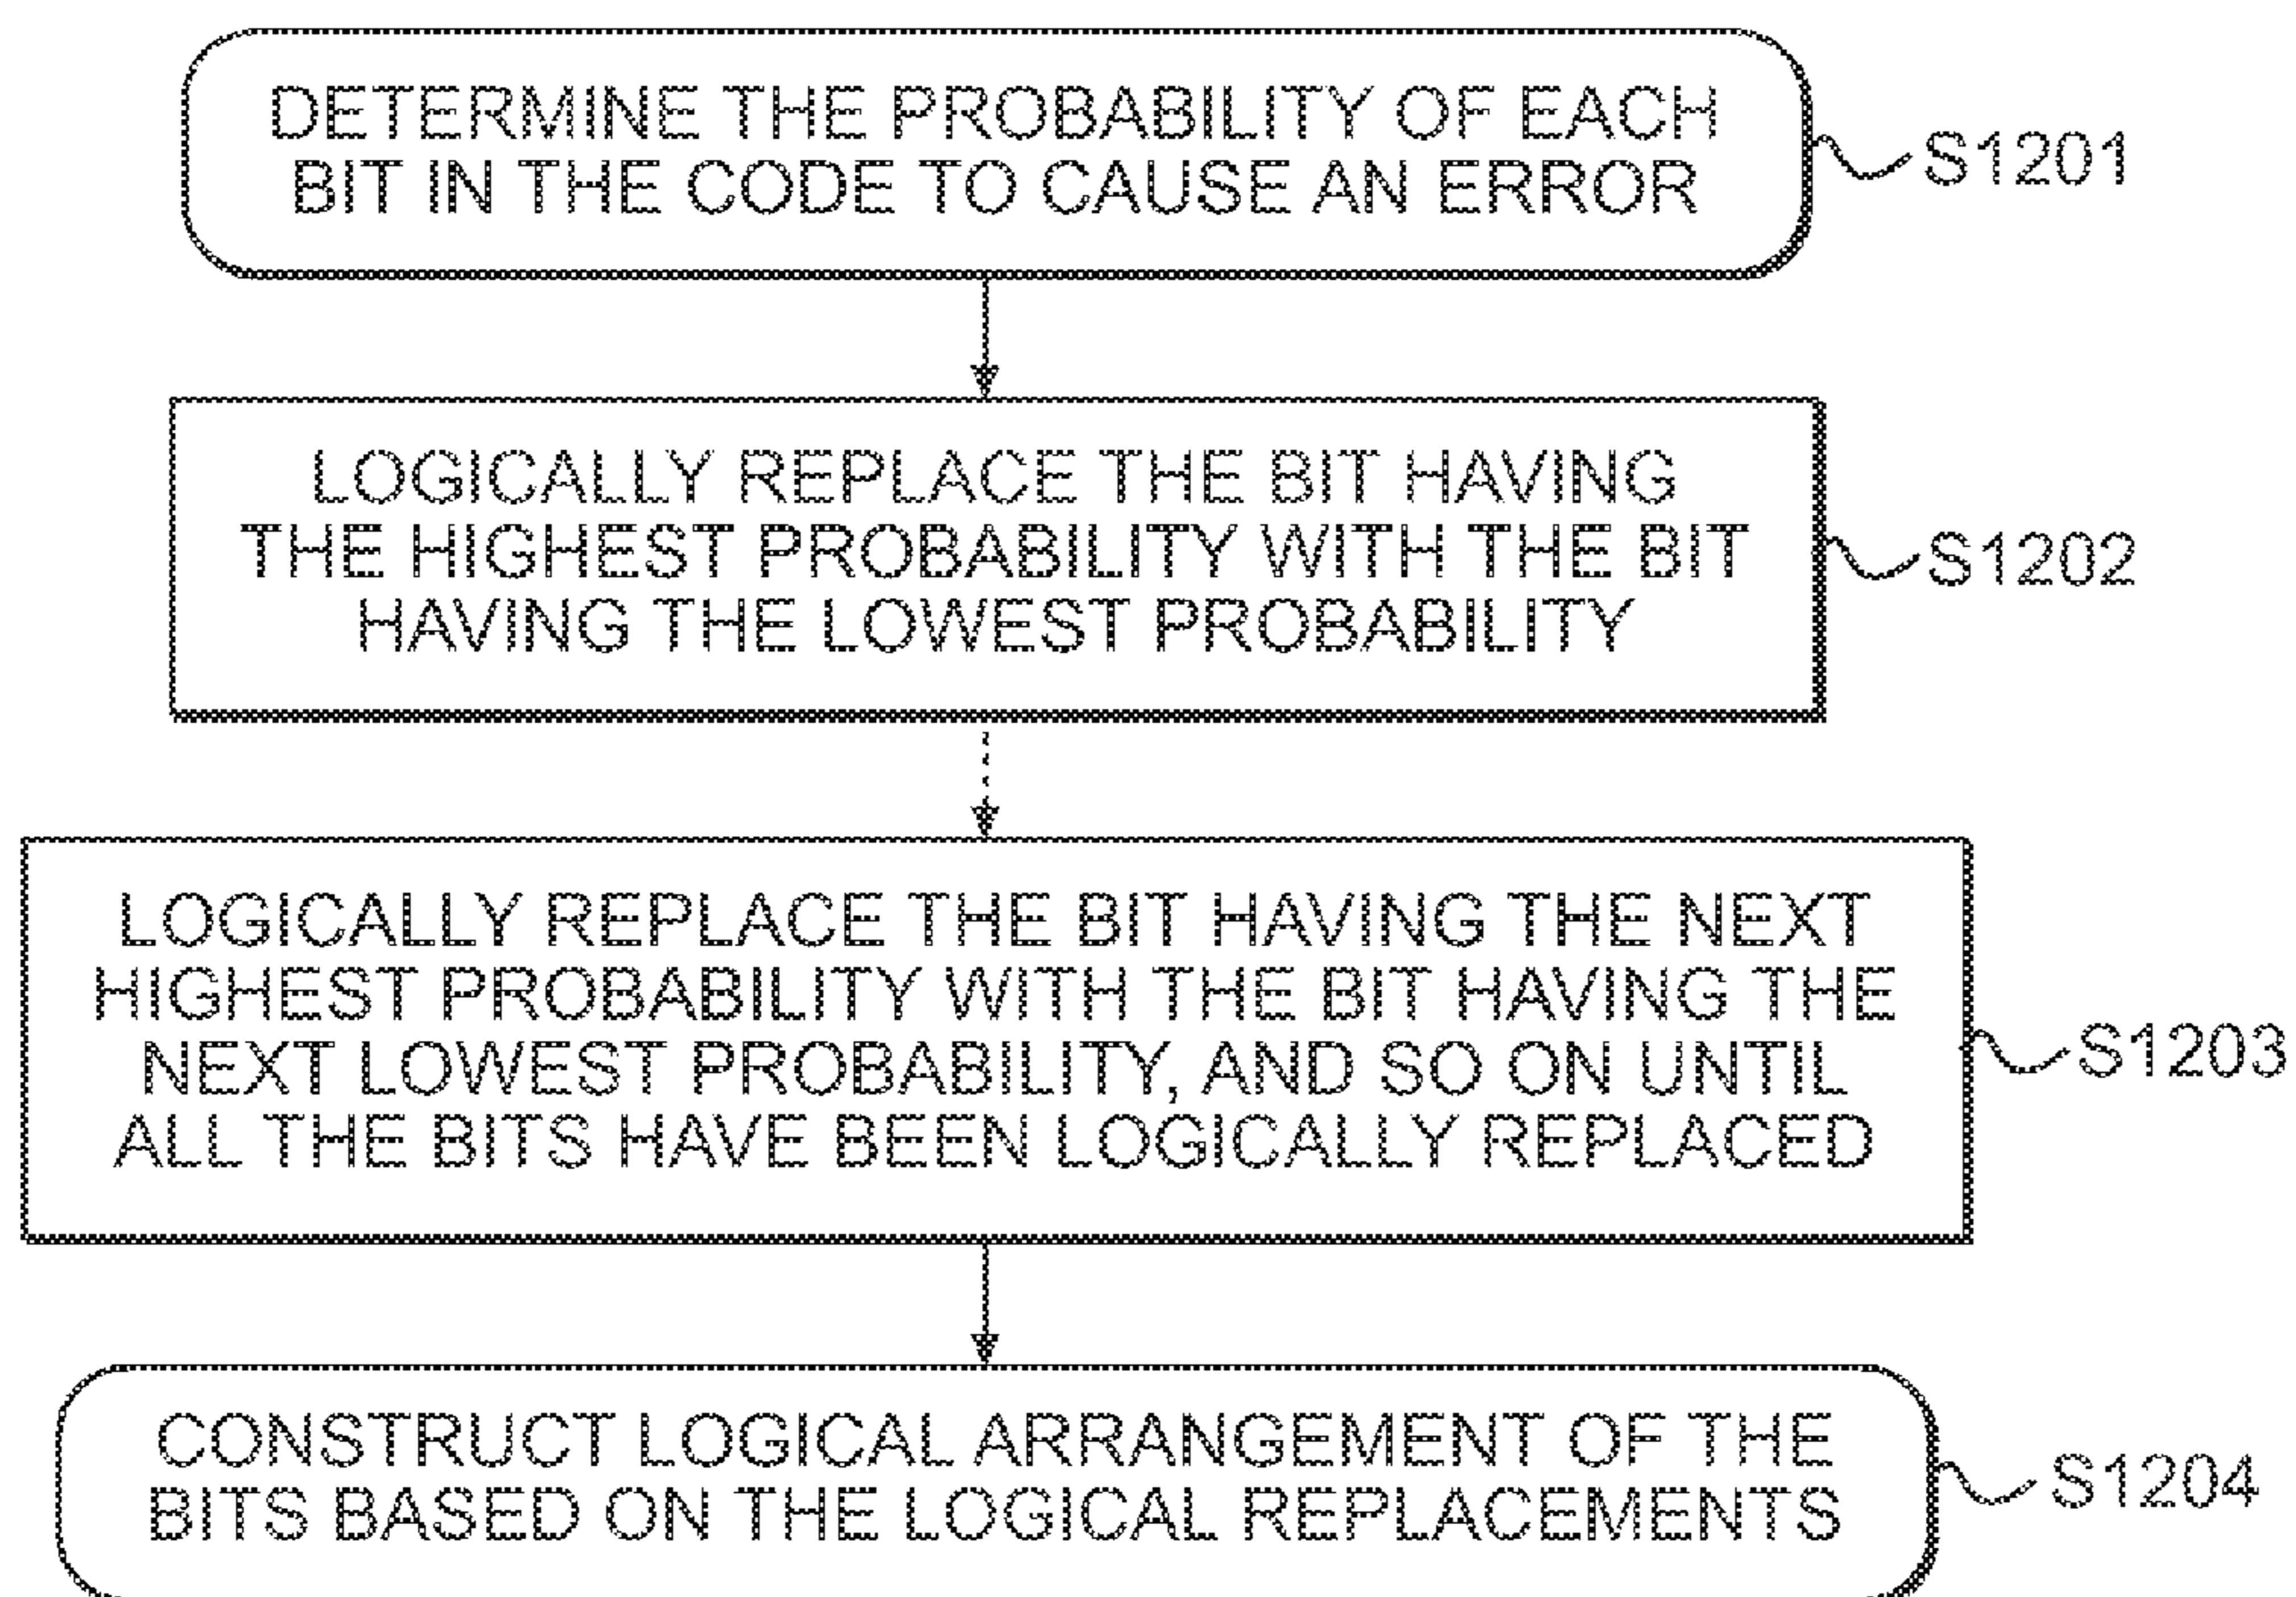 DETERMINE THE PROBABILITY OF EACH
BIT IN THE CODE TO CAUSE AN ERROR
S1201
LOGICALLY REPLACE THE BIT HAVING
THE HIGHEST PROBABILITY WITH THE BIT
HAVING THE LOWEST PROBABILITY
S1202
LOGICALLY REPLACE THE BIT HAVING THE NEXT
HIGHEST PROBABILITY WITH THE BIT HAVING THE
NEXT LOWEST PROBABILITY, AND SO ON UNTIL
ALL THE BITS HAVE BEEN LOGICALLY REPLACED
S1203
CONSTRUCT LOGICAL ARRANGEMENT OF THE
BITS BASED ON THE LOGICAL REPLACEMENTS
S1204